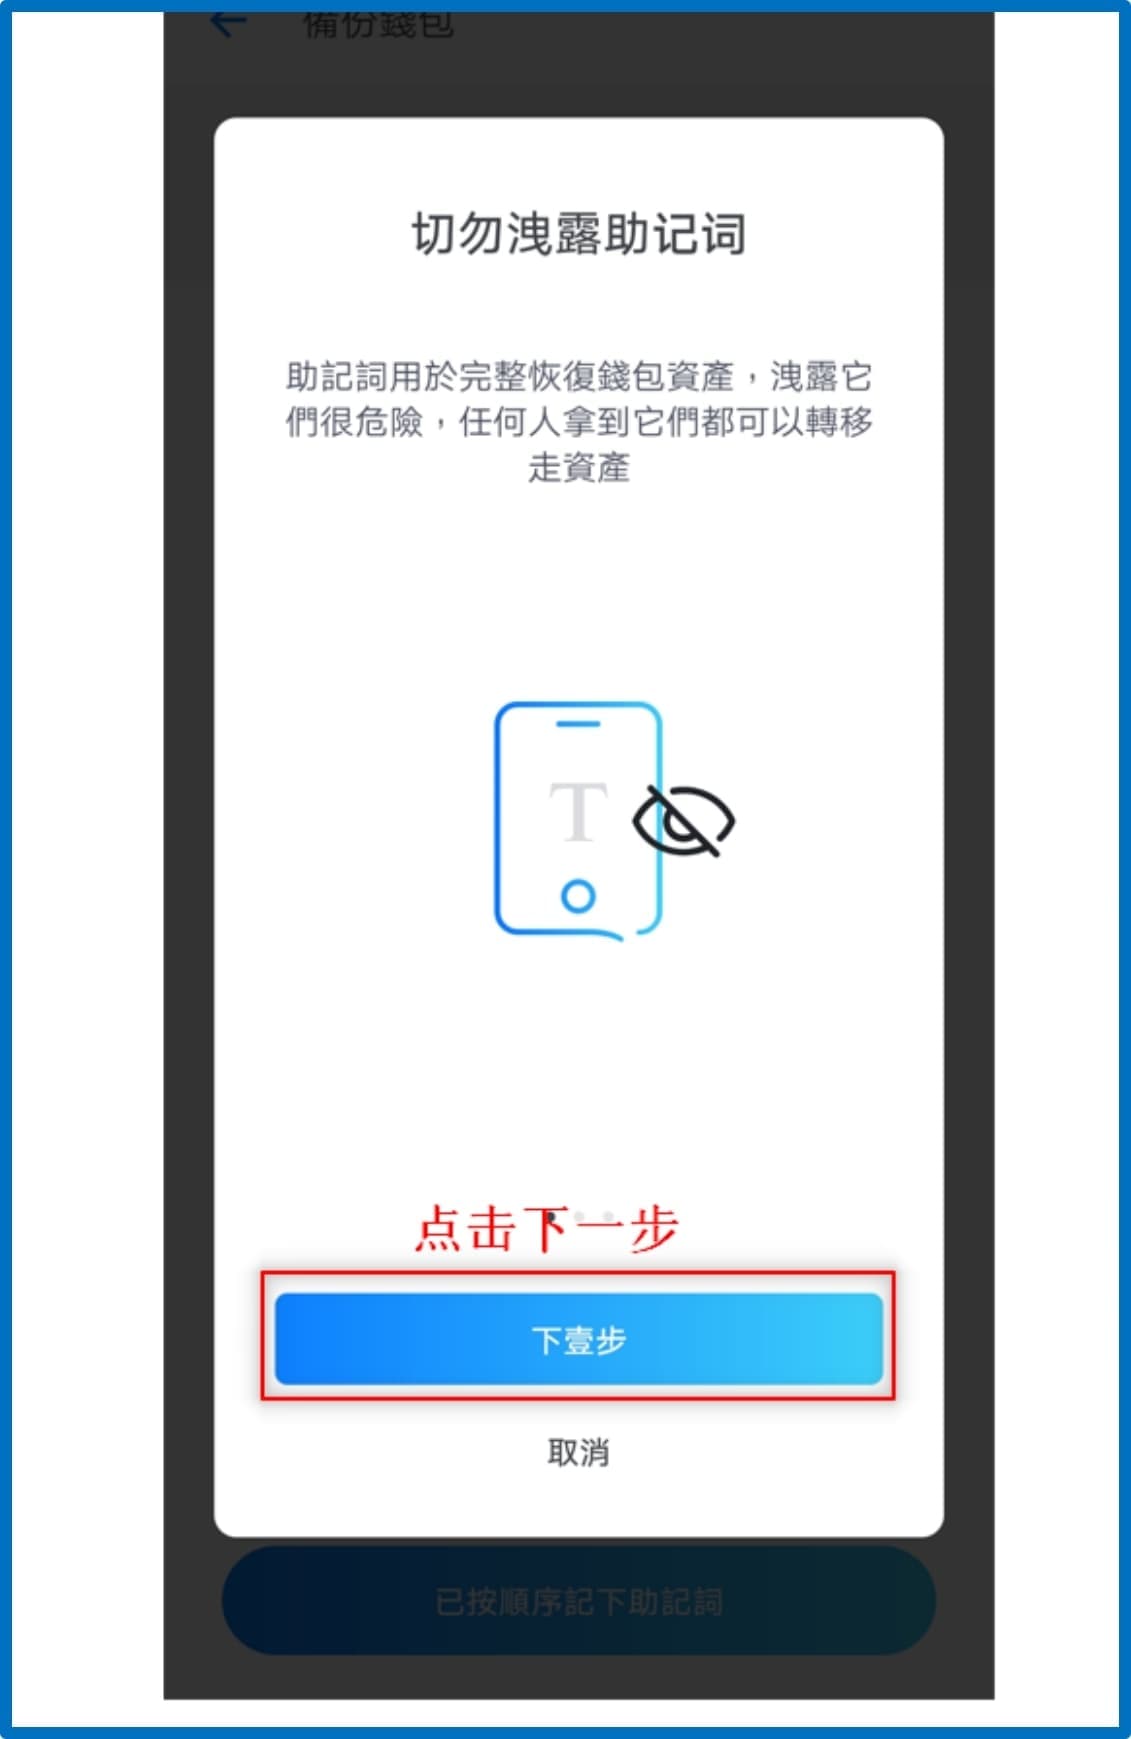 備份錢包
切勿洩露助记词
助記詞用於完整恢復錢包資產，洩露它
們很危險，任何人拿到它們都可以轉移
走資產
T
点击下一步
下壹步
取消
已按順序記下助記詞